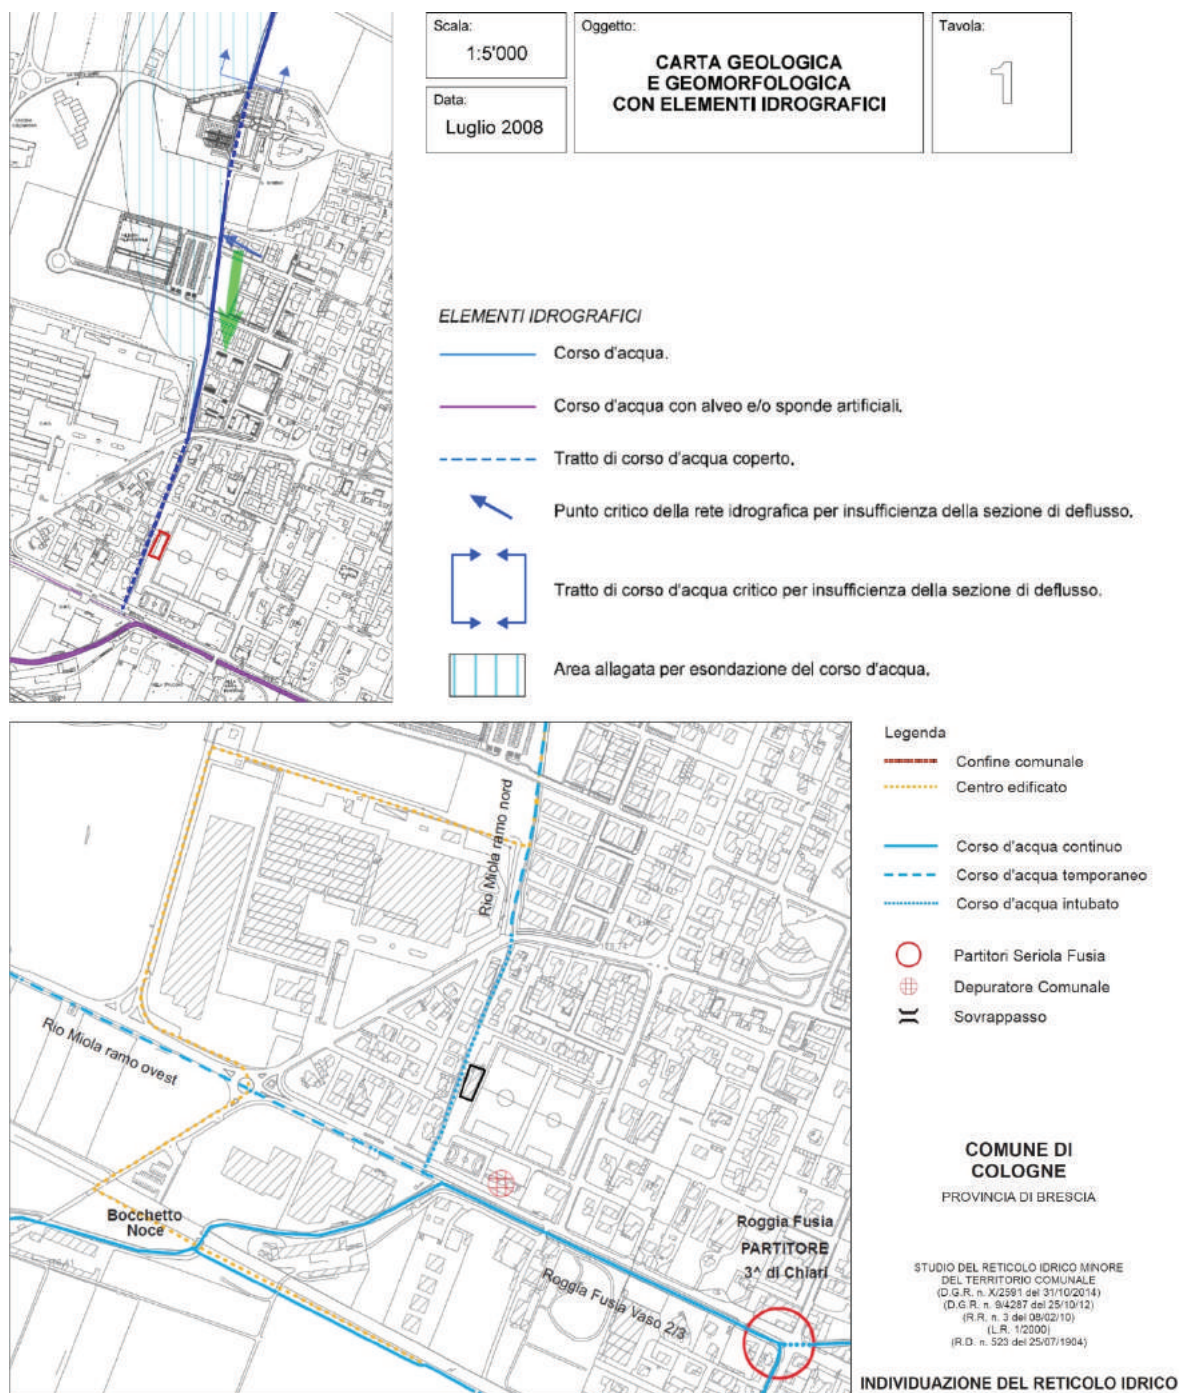 Scala:
1:5'000
Data:
Luglio 2008
Oggetto:
CARTA GEOLOGICA
E GEOMORFOLOGICA
CON ELEMENTI IDROGRAFICI
Tavola:
1
ELEMENTI IDROGRAFICI
Corso d'acqua.
Corso d'acqua con alveo e/o sponde artificiali.
Tratto di corso d'acqua coperto.
Punto critico della rete idrografica per insufficienza della sezione di deflusso.
Tratto di corso d'acqua critico per insufficienza della sezione di deflusso.
Area allagata per esondazione del corso d'acqua.
Rio Miola ramo nord
Rio Miola ramo ovest
Bocchetto
Noce
Roggia Fusia Vaso 2/3
Roggia Fusia
PARTITORE
3^ di Chiari
Legenda
Confine comunale
Centro edificato
Corso d'acqua continuo
Corso d'acqua temporaneo
Corso d'acqua intubato
Partitori Seriola Fusia
Depuratore Comunale
Sovrappasso
COMUNE DI
COLOGNE
PROVINCIA DI BRESCIA
STUDIO DEL RETICOLO IDRICO MINORE
DEL TERRITORIO COMUNALE
(D.G.R. n. X/2591 del 31/10/2014)
(D.G.R. n. 9/4287 del 25/10/12)
(R.R. n. 3 del 08/02/10)
(L.R. 1/2000)
(R.D. n. 523 del 25/07/1904)
INDIVIDUAZIONE DEL RETICOLO IDRICO